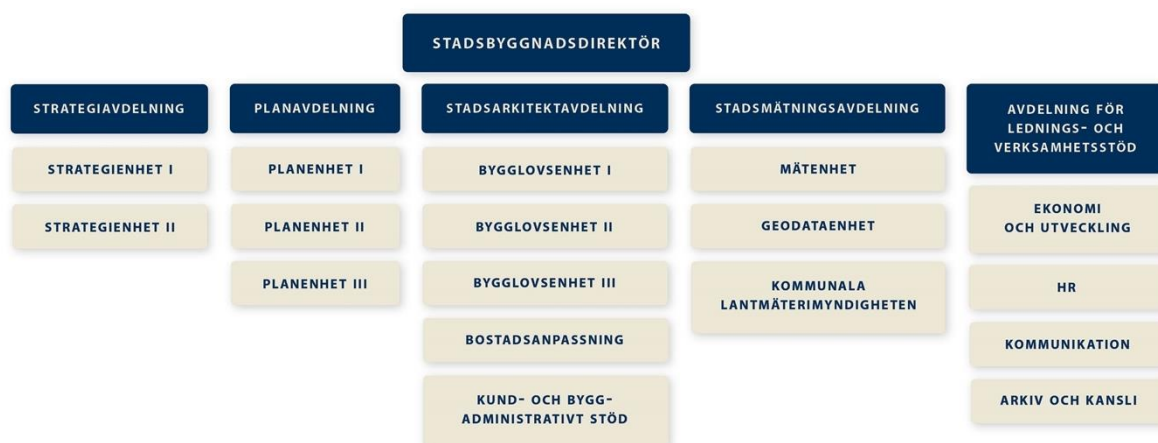 STADSBYGGNADSDIREKTÖR
STRATEGIAVDELNING
STRATEGIENHET I
STRATEGIENHET II
PLANAVDELNING
PLANENHET I
PLANENHET II
PLANENHET III
STADSARKITEKTAVDELNING
BYGGLOVSENHET I
BYGGLOVSENHET II
BYGGLOVSENHET III
BOSTADSANPASSNING
KUND- OCH BYGG-
ADMINISTRATIVT STÖD
STADSMÄTNINGSAVDELNING
MÄTENHET
GEODATAENHET
KOMMUNALA
LANTMÄTERIMYNDIGHETEN
AVDELNING FÖR
LEDNINGS- OCH
VERKSAMHETSSTÖD
EKONOMI
OCH UTVECKLING
HR
KOMMUNIKATION
ARKIV OCH KANSLI